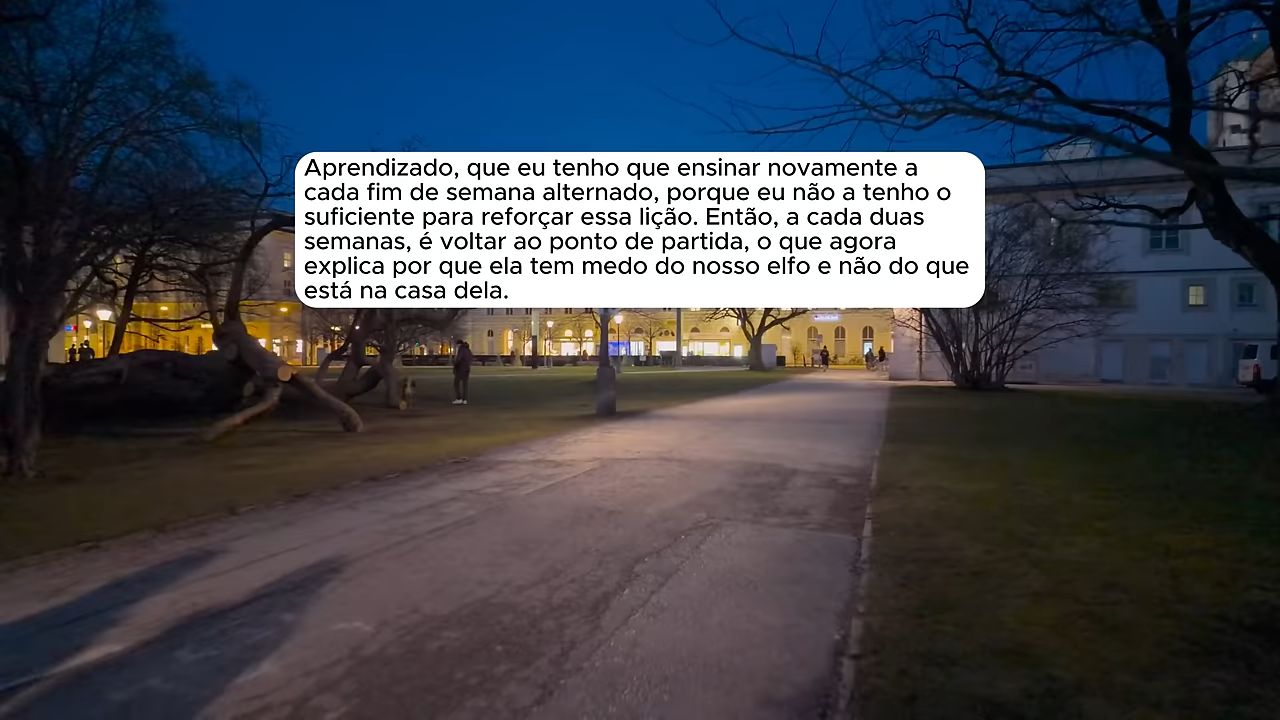 Aprendizado, que eu tenho que ensinar novamente a
cada fim de semana alternado, porque eu não a tenho o
suficiente para reforçar essa lição. Então, a cada duas
semanas, é voltar ao ponto de partida, o que agora
explica por que ela tem medo do nosso elfo e não do que
está na casa dela.